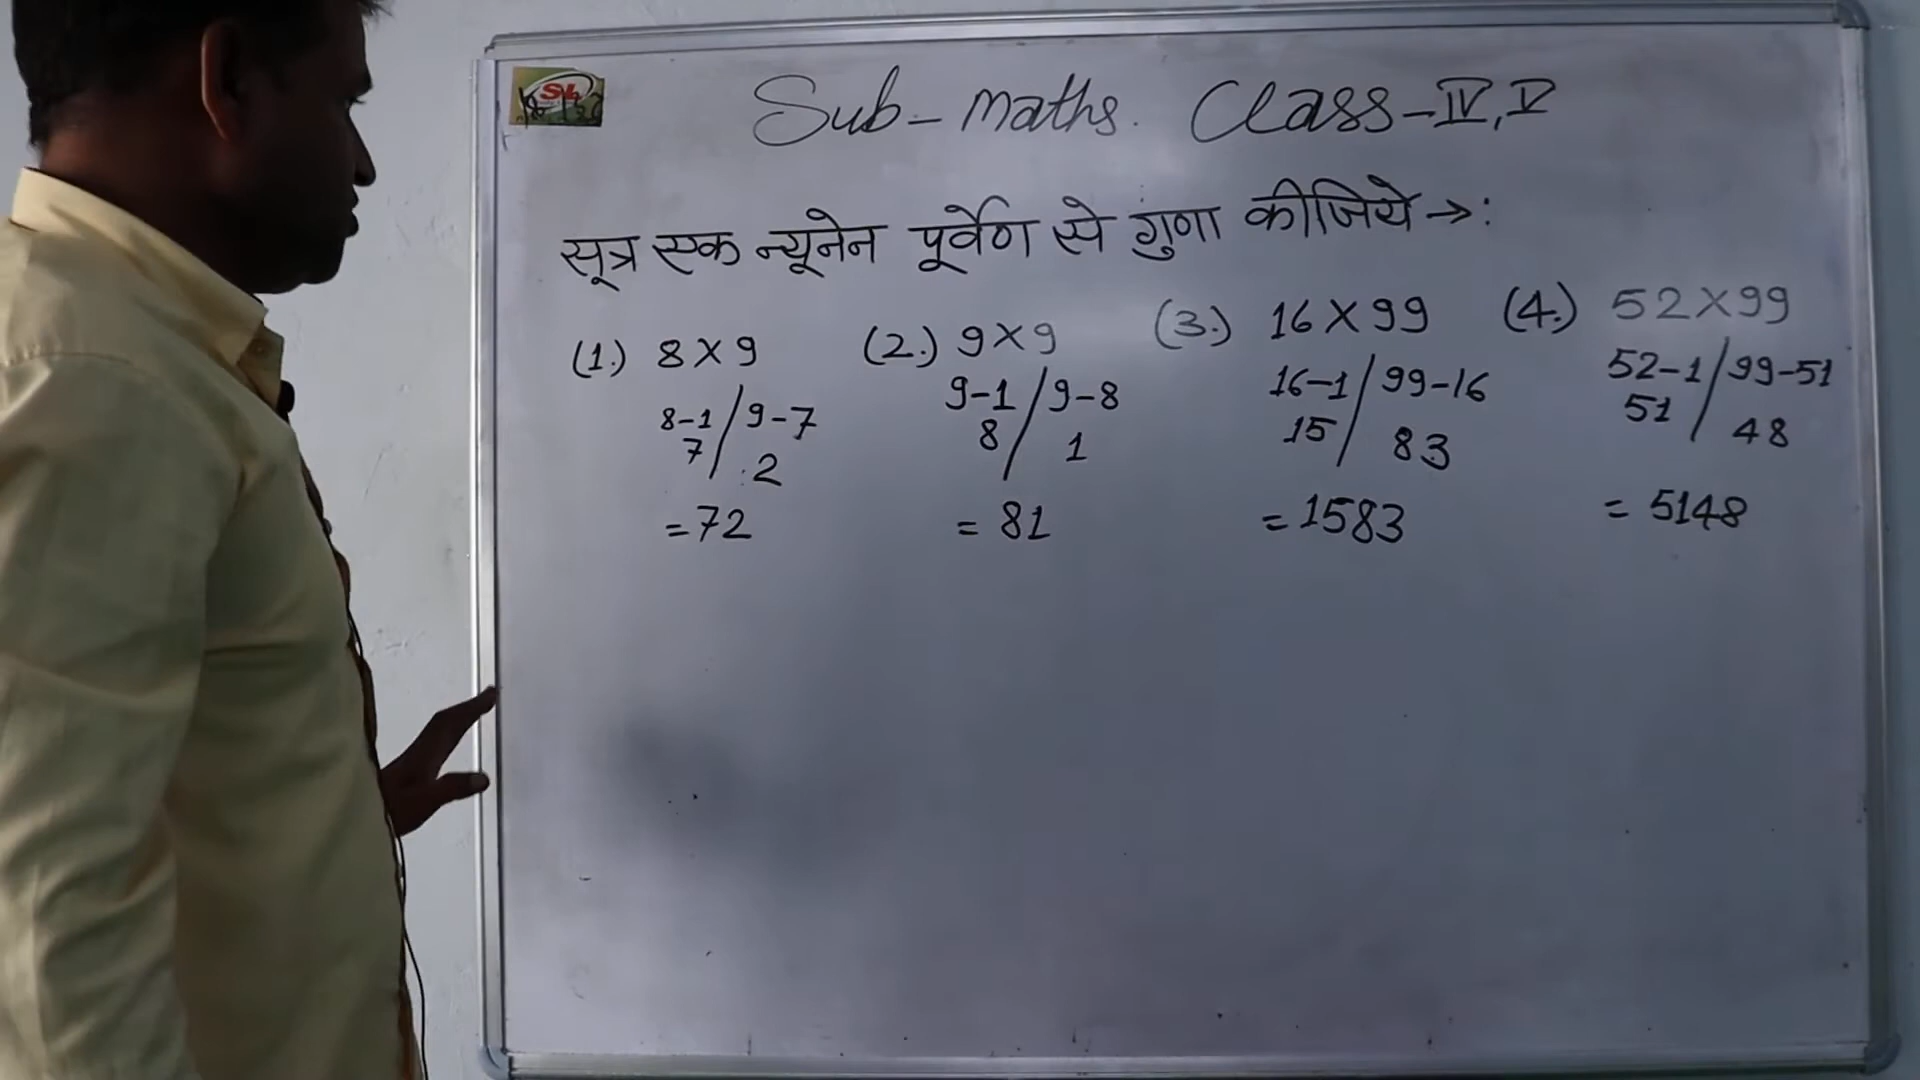 SL
Sub - maths. Class - IV, V
सूत्र एक न्यूनेन पूर्वेण से गुणा कीजिये →:
(1.) 8 X 9
8-1 / 9-7
7 / 2
= 72
(2.) 9 X 9
9-1 / 9-8
8 / 1
= 81
(3.) 16 X 99
16-1 / 99-16
15 / 83
= 1583
(4.) 52 X 99
52-1 / 99-51
51 / 48
= 5148